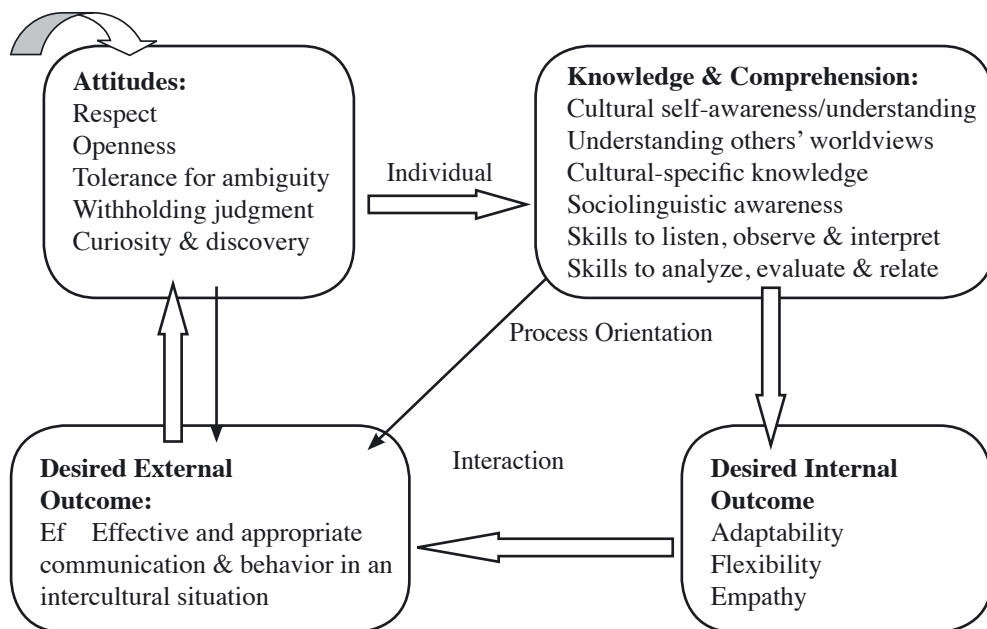 Attitudes:
Respect
Openness
Tolerance for ambiguity
Withholding judgment
Curiosity & discovery
Individual
Knowledge & Comprehension:
Cultural self-awareness/understanding
Understanding others’ worldviews
Cultural-specific knowledge
Sociolinguistic awareness
Skills to listen, observe & interpret
Skills to analyze, evaluate & relate
Process Orientation
Interaction
Desired External
Outcome:
Ef Effective and appropriate
communication & behavior in an
intercultural situation
Desired Internal
Outcome
Adaptability
Flexibility
Empathy